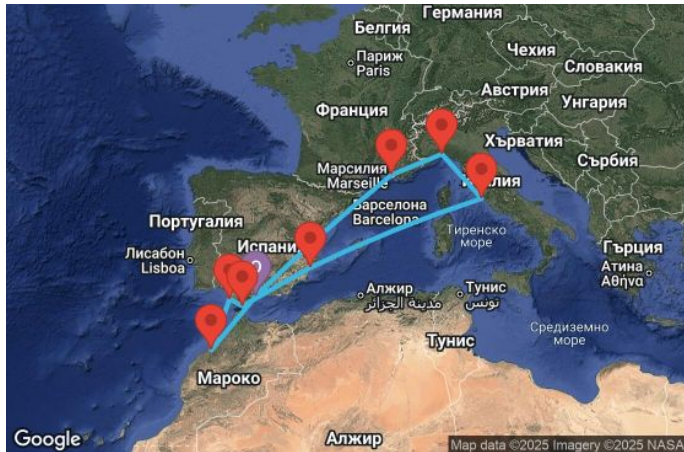 Германия
Белгия
Париж
Paris
Чехия
Словакия
Австрия
Унгария
Франция
Хърватия
Сърбия
Марсилия
Marseille
Барселона
Barcelona
Португалия
Тиренско
море
Испани
Лисабон
Lisboa
Гърция
Атина
Αθήνα
Алжир
مدينة الجزائر
Тунис
تونس
Средиземно
море
Тунис
Мароко
Алжир
Google
Map data ©2025 Imagery ©2025 NASA